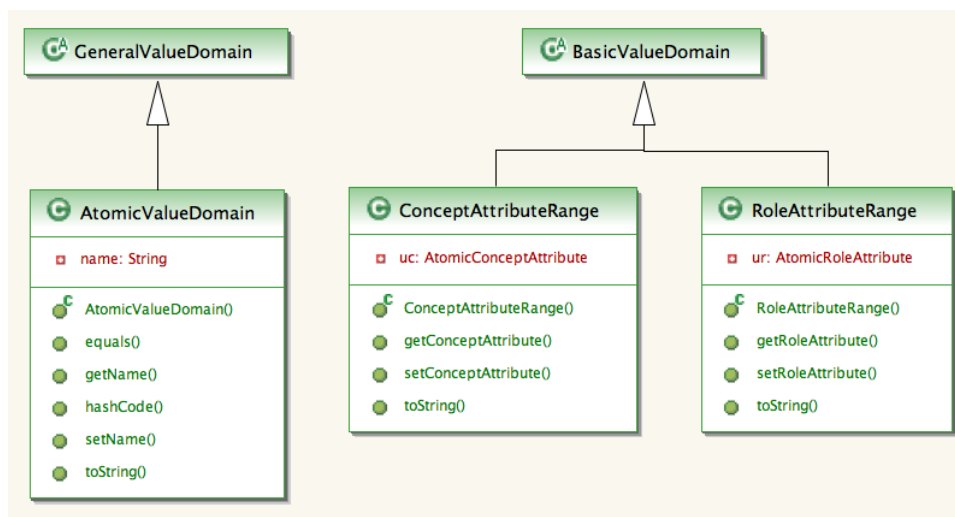 GeneralValueDomain
BasicValueDomain
AtomicValueDomain
name: String
AtomicValueDomain()
equals()
getName()
hashCode()
setName()
toString()
ConceptAttributeRange
uc: AtomicConceptAttribute
ConceptAttributeRange()
getConceptAttribute()
setConceptAttribute()
toString()
RoleAttributeRange
ur: AtomicRoleAttribute
RoleAttributeRange()
getRoleAttribute()
setRoleAttribute()
toString()